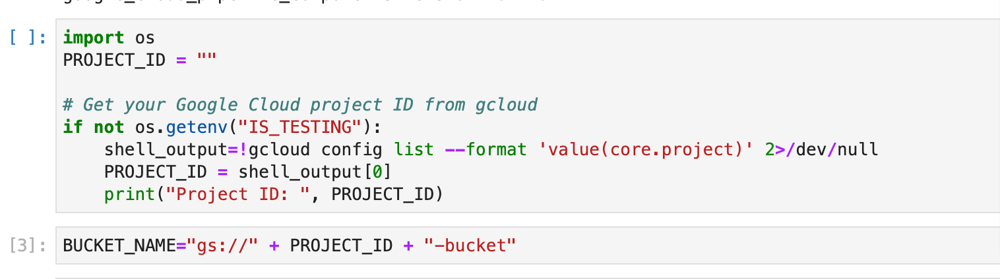 [ ]:
import os
PROJECT_ID = ""
# Get your Google Cloud project ID from gcloud
if not os.getenv("IS_TESTING"):
    shell_output=!gcloud config list --format 'value(core.project)' 2>/dev/null
    PROJECT_ID = shell_output[0]
    print("Project ID: ", PROJECT_ID)
[3]:
BUCKET_NAME="gs://" + PROJECT_ID + "-bucket"